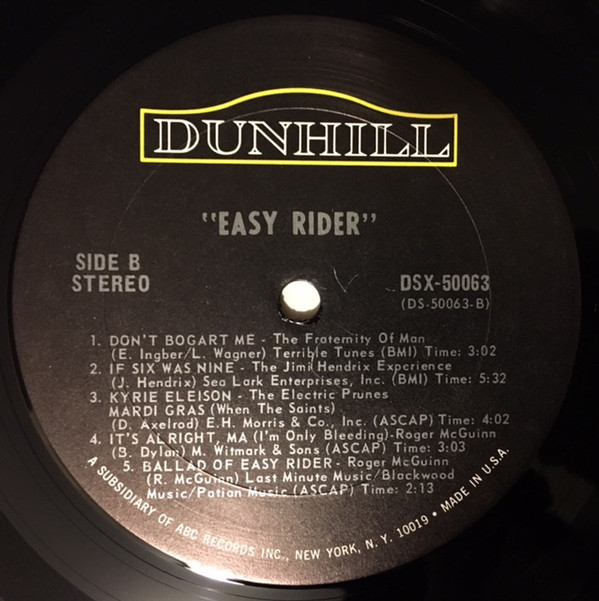 DUNHILL
"EASY RIDER"
SIDE B
STEREO
DSX-50063
(DS-50063-B)
1. DON'T BOGART ME - The Fraternity Of Man
(E. Ingber/L. Wagner) Terrible Tunes (BMI) Time: 3:02
2. IF SIX WAS NINE - The Jimi Hendrix Experience
(J. Hendrix) Sea Lark Enterprises, Inc. (BMI) Time: 5:32
3. KYRIE ELEISON - The Electric Prunes
MARDI GRAS (When The Saints)
(D. Axelrod) E.H. Morris & Co., Inc. (ASCAP) Time: 4:02
4. IT'S ALRIGHT, MA (I'm Only Bleeding)-Roger McGuinn
(B. Dylan) M. Witmark & Sons (ASCAP) Time: 3:03
5. BALLAD OF EASY RIDER - Roger McGuinn
(R. McGuinn) Last Minute Music/Blackwood
Music/Patian Music (ASCAP) Time: 2:13
A SUBSIDIARY OF ABC RECORDS INC., NEW YORK, N. Y. 10019 • MADE IN U.S.A.